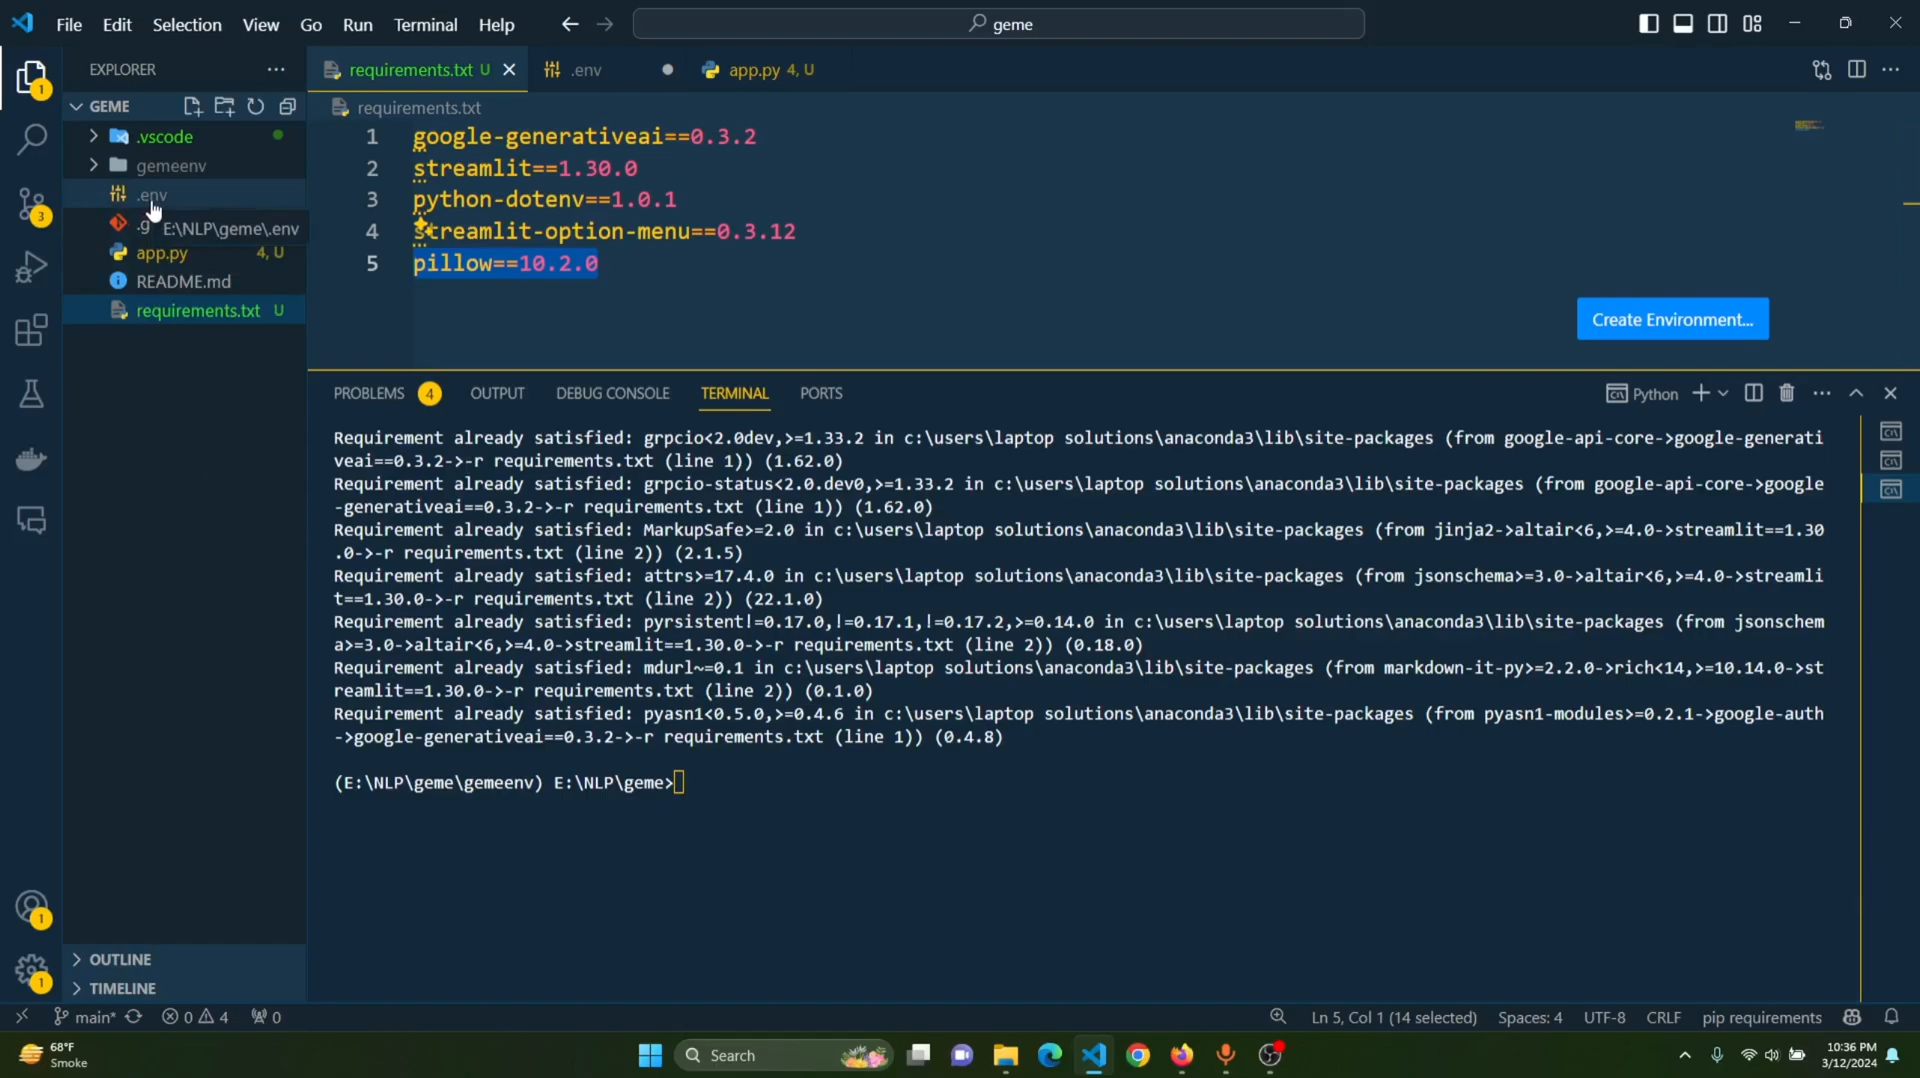 File Edit Selection View Go Run Terminal Help
geme
EXPLORER
requirements.txt U
.env
app.py 4, U
GEME
requirements.txt
.vscode
gemeenv
.env
.g
E:\NLP\geme\.env
app.py 4, U
README.md
requirements.txt U
1 google-generativeai==0.3.2
2 streamlit==1.30.0
3 python-dotenv==1.0.1
4 streamlit-option-menu==0.3.12
5 pillow==10.2.0
Create Environment...
PROBLEMS 4 OUTPUT DEBUG CONSOLE TERMINAL PORTS
Python
Requirement already satisfied: grpcio<2.0dev,>=1.33.2 in c:\users\laptop solutions\anaconda3\lib\site-packages (from google-api-core->google-generati
veai==0.3.2->-r requirements.txt (line 1)) (1.62.0)
Requirement already satisfied: grpcio-status<2.0.dev0,>=1.33.2 in c:\users\laptop solutions\anaconda3\lib\site-packages (from google-api-core->google
-generativeai==0.3.2->-r requirements.txt (line 1)) (1.62.0)
Requirement already satisfied: MarkupSafe>=2.0 in c:\users\laptop solutions\anaconda3\lib\site-packages (from jinja2->altair<6,>=4.0->streamlit==1.30
.0->-r requirements.txt (line 2)) (2.1.5)
Requirement already satisfied: attrs>=17.4.0 in c:\users\laptop solutions\anaconda3\lib\site-packages (from jsonschema>=3.0->altair<6,>=4.0->streamli
t==1.30.0->-r requirements.txt (line 2)) (22.1.0)
Requirement already satisfied: pyrsistent!=0.17.0,!=0.17.1,!=0.17.2,>=0.14.0 in c:\users\laptop solutions\anaconda3\lib\site-packages (from jsonschem
a>=3.0->altair<6,>=4.0->streamlit==1.30.0->-r requirements.txt (line 2)) (0.18.0)
Requirement already satisfied: mdurl~=0.1 in c:\users\laptop solutions\anaconda3\lib\site-packages (from markdown-it-py>=2.2.0->rich<14,>=10.14.0->st
reamlit==1.30.0->-r requirements.txt (line 2)) (0.1.0)
Requirement already satisfied: pyasn1<0.5.0,>=0.4.6 in c:\users\laptop solutions\anaconda3\lib\site-packages (from pyasn1-modules>=0.2.1->google-auth
->google-generativeai==0.3.2->-r requirements.txt (line 1)) (0.4.8)
(E:\NLP\geme\gemeenv) E:\NLP\geme>
1
3
1
1
OUTLINE
TIMELINE
main* 0 4 0
Ln 5, Col 1 (14 selected) Spaces: 4 UTF-8 CRLF pip requirements
68°F
Smoke
Search
10:36 PM
3/12/2024